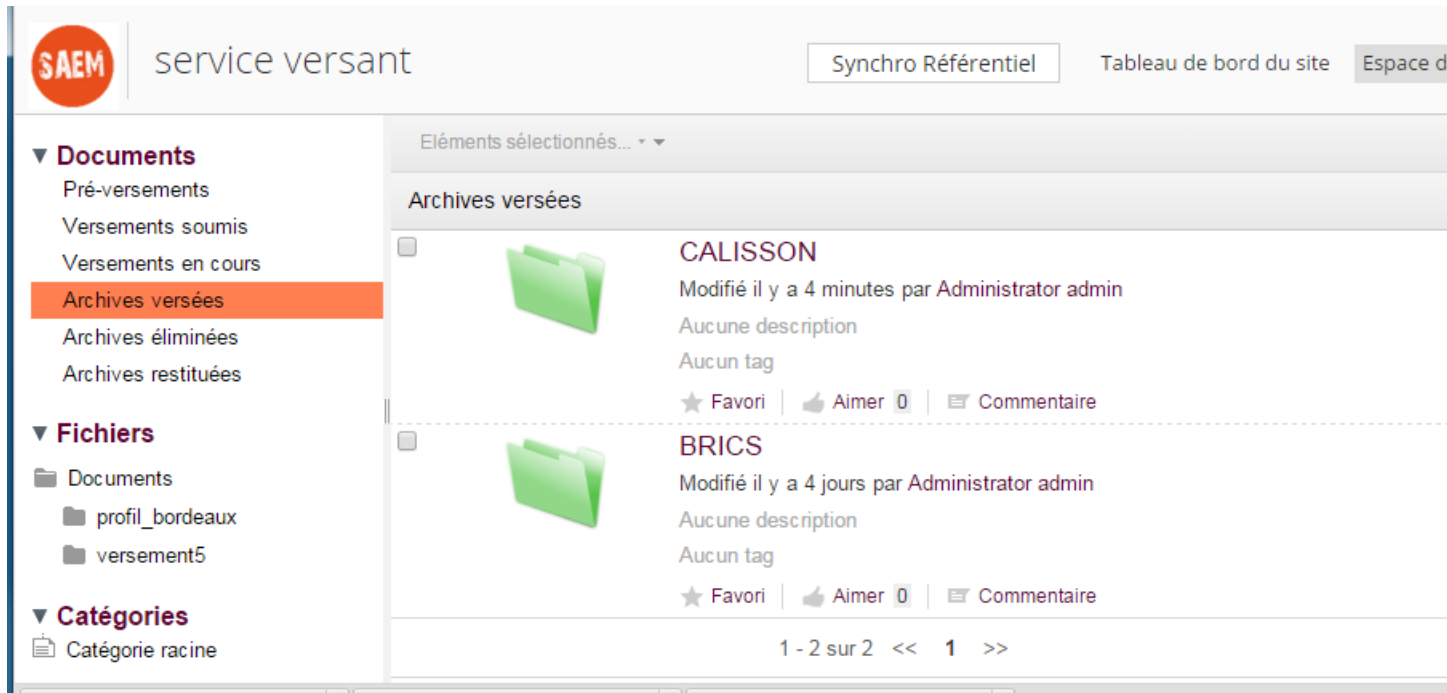 SAEM
service versant
Synchro Référentiel
Tableau de bord du site
Espace d
Documents
Pré-versements
Versements soumis
Versements en cours
Archives versées
Archives éliminées
Archives restituées
Fichiers
Documents
profil_bordeaux
versement5
Catégories
Catégorie racine
Eléments sélectionnés...
Archives versées
CALISSON
Modifié il y a 4 minutes par Administrator admin
Aucune description
Aucun tag
Favori Aimer 0 Commentaire
BRICS
Modifié il y a 4 jours par Administrator admin
Aucune description
Aucun tag
Favori Aimer 0 Commentaire
1 - 2 sur 2 << 1 >>